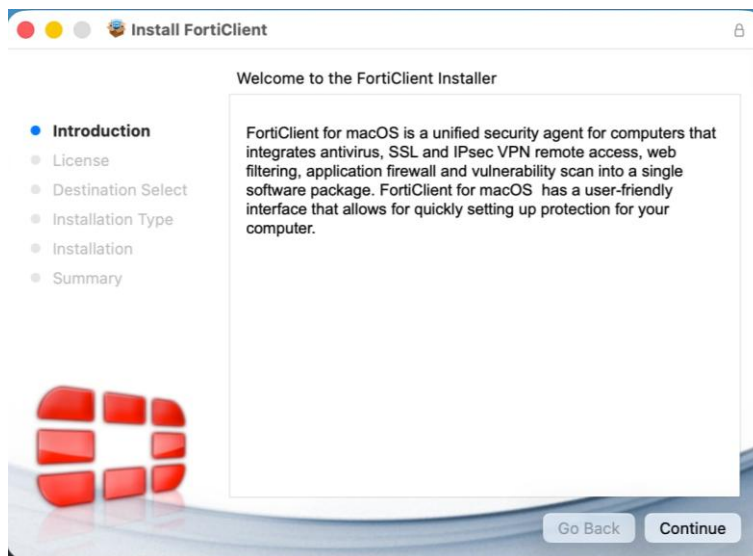 Install FortiClient
Welcome to the FortiClient Installer
Introduction
License
Destination Select
Installation Type
Installation
Summary
FortiClient for macOS is a unified security agent for computers that
integrates antivirus, SSL and IPsec VPN remote access, web
filtering, application firewall and vulnerability scan into a single
software package. FortiClient for macOS  has a user-friendly
interface that allows for quickly setting up protection for your
computer.
Go Back
Continue